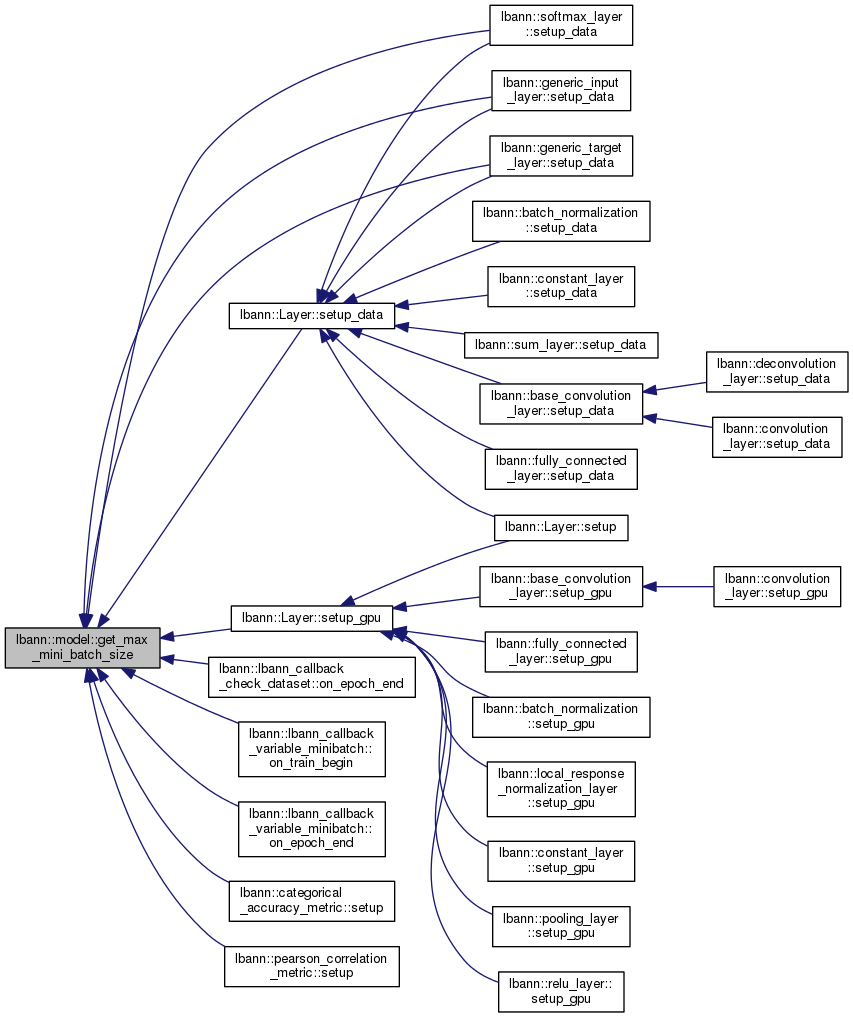 lbann::softmax_layer
::setup_data
lbann::generic_input
_layer::setup_data
lbann::generic_target
_layer::setup_data
lbann::batch_normalization
::setup_data
lbann::constant_layer
::setup_data
lbann::Layer::setup_data
lbann::sum_layer::setup_data
lbann::deconvolution
_layer::setup_data
lbann::base_convolution
_layer::setup_data
lbann::convolution
_layer::setup_data
lbann::fully_connected
_layer::setup_data
lbann::Layer::setup
lbann::base_convolution
_layer::setup_gpu
lbann::convolution
_layer::setup_gpu
lbann::Layer::setup_gpu
lbann::model::get_max
_mini_batch_size
lbann::fully_connected
_layer::setup_gpu
lbann::lbann_callback
_check_dataset::on_epoch_end
lbann::batch_normalization
::setup_gpu
lbann::lbann_callback
_variable_minibatch::
on_train_begin
lbann::local_response
_normalization_layer
::setup_gpu
lbann::lbann_callback
_variable_minibatch::
on_epoch_end
lbann::constant_layer
::setup_gpu
lbann::categorical
_accuracy_metric::setup
lbann::pooling_layer
::setup_gpu
lbann::pearson_correlation
_metric::setup
lbann::relu_layer::
setup_gpu